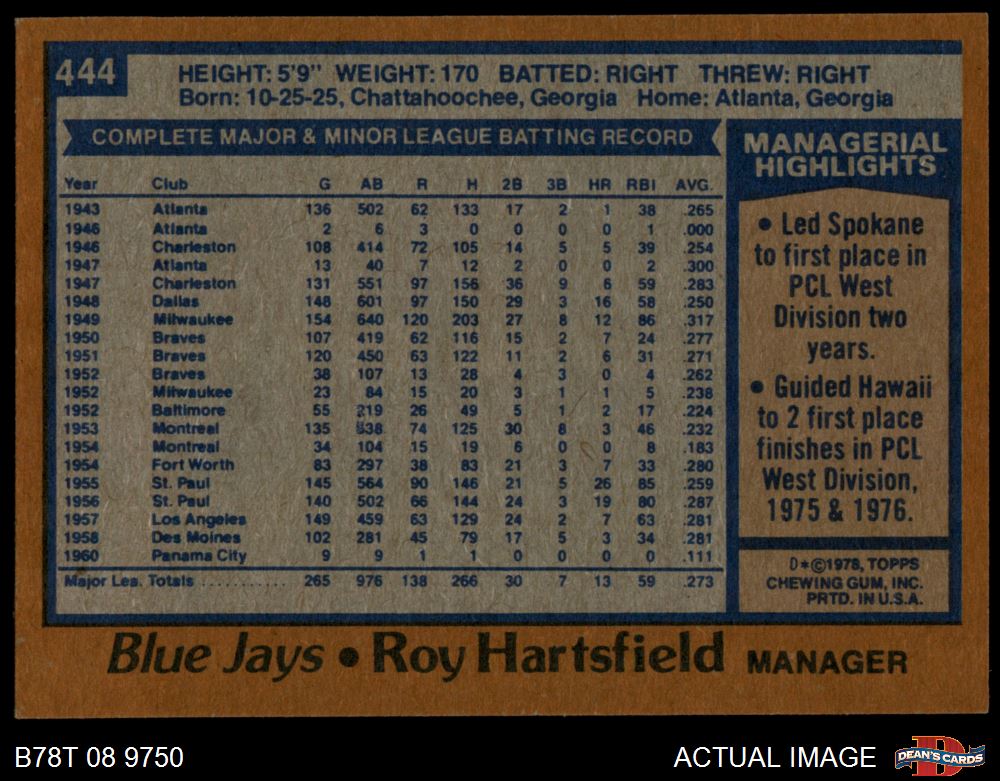 444
HEIGHT: 5'9" WEIGHT: 170 BATTED: RIGHT THREW: RIGHT
Born: 10-25-25, Chattahoochee, Georgia Home: Atlanta, Georgia
COMPLETE MAJOR & MINOR LEAGUE BATTING RECORD
Year Club G AB R H 2B 3B HR RBI AVG.
1943 Atlanta 136 502 62 133 17 2 1 38 .265
1946 Atlanta 2 6 3 0 0 0 0 1 .000
1946 Charleston 108 414 72 105 14 5 5 39 .254
1947 Atlanta 13 40 7 12 2 0 0 2 .300
1947 Charleston 131 551 97 156 36 9 6 59 .283
1948 Dallas 148 601 97 150 29 3 16 58 .250
1949 Milwaukee 154 640 120 203 27 8 12 86 .317
1950 Braves 107 419 62 116 15 2 7 24 .277
1951 Braves 120 450 63 122 11 2 6 31 .271
1952 Braves 38 107 13 28 4 3 0 4 .262
1952 Milwaukee 23 84 15 20 3 1 1 5 .238
1952 Baltimore 55 219 26 49 5 1 2 17 .224
1953 Montreal 135 538 74 125 30 8 3 46 .232
1954 Montreal 34 104 15 19 6 0 0 8 .183
1954 Fort Worth 83 297 38 83 21 3 7 33 .280
1955 St. Paul 145 564 90 146 21 5 26 85 .259
1956 St. Paul 140 502 66 144 24 3 19 80 .287
1957 Los Angeles 149 459 63 129 24 2 7 63 .281
1958 Des Moines 102 281 45 79 17 5 3 34 .281
1960 Panama City 9 9 1 1 0 0 0 0 .111
Major Lea. Totals .......... 265 976 138 266 30 7 13 59 .273
MANAGERIAL
HIGHLIGHTS
• Led Spokane
to first place in
PCL West
Division two
years.
• Guided Hawaii
to 2 first place
finishes in PCL
West Division,
1975 & 1976.
D*©1978, TOPPS
CHEWING GUM, INC.
PRTD. IN U.S.A.
Blue Jays • Roy Hartsfield MANAGER
B78T 08 9750
ACTUAL IMAGE
D
DEAN'S CARDS